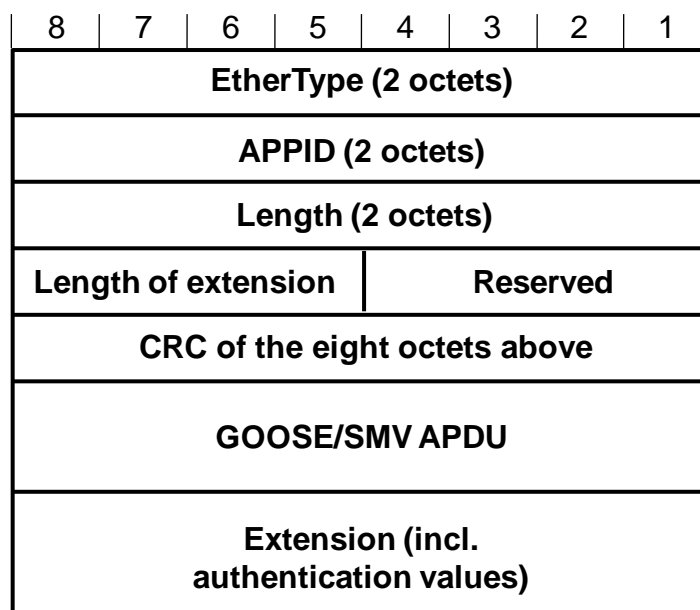 8 7 6 5 4 3 2 1
EtherType (2 octets)
APPID (2 octets)
Length (2 octets)
Length of extension Reserved
CRC of the eight octets above
GOOSE/SMV APDU
Extension (incl.
authentication values)